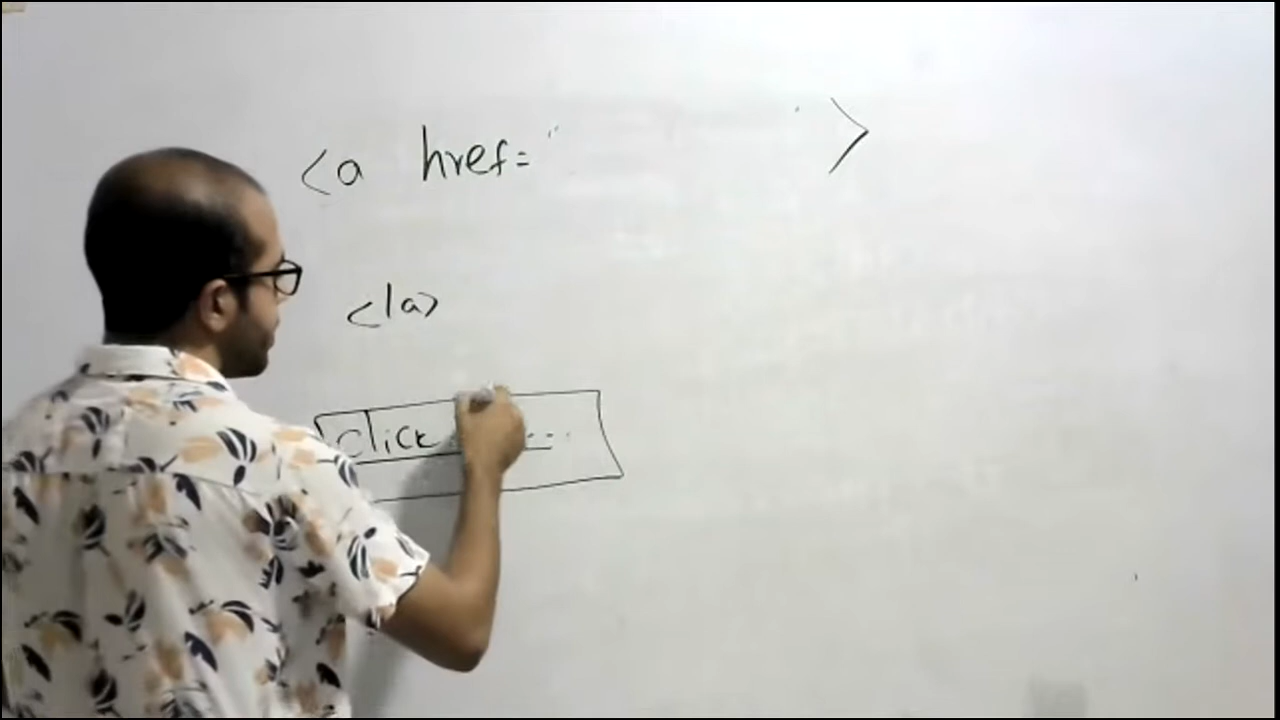 <a href=" >
</a>
click ...